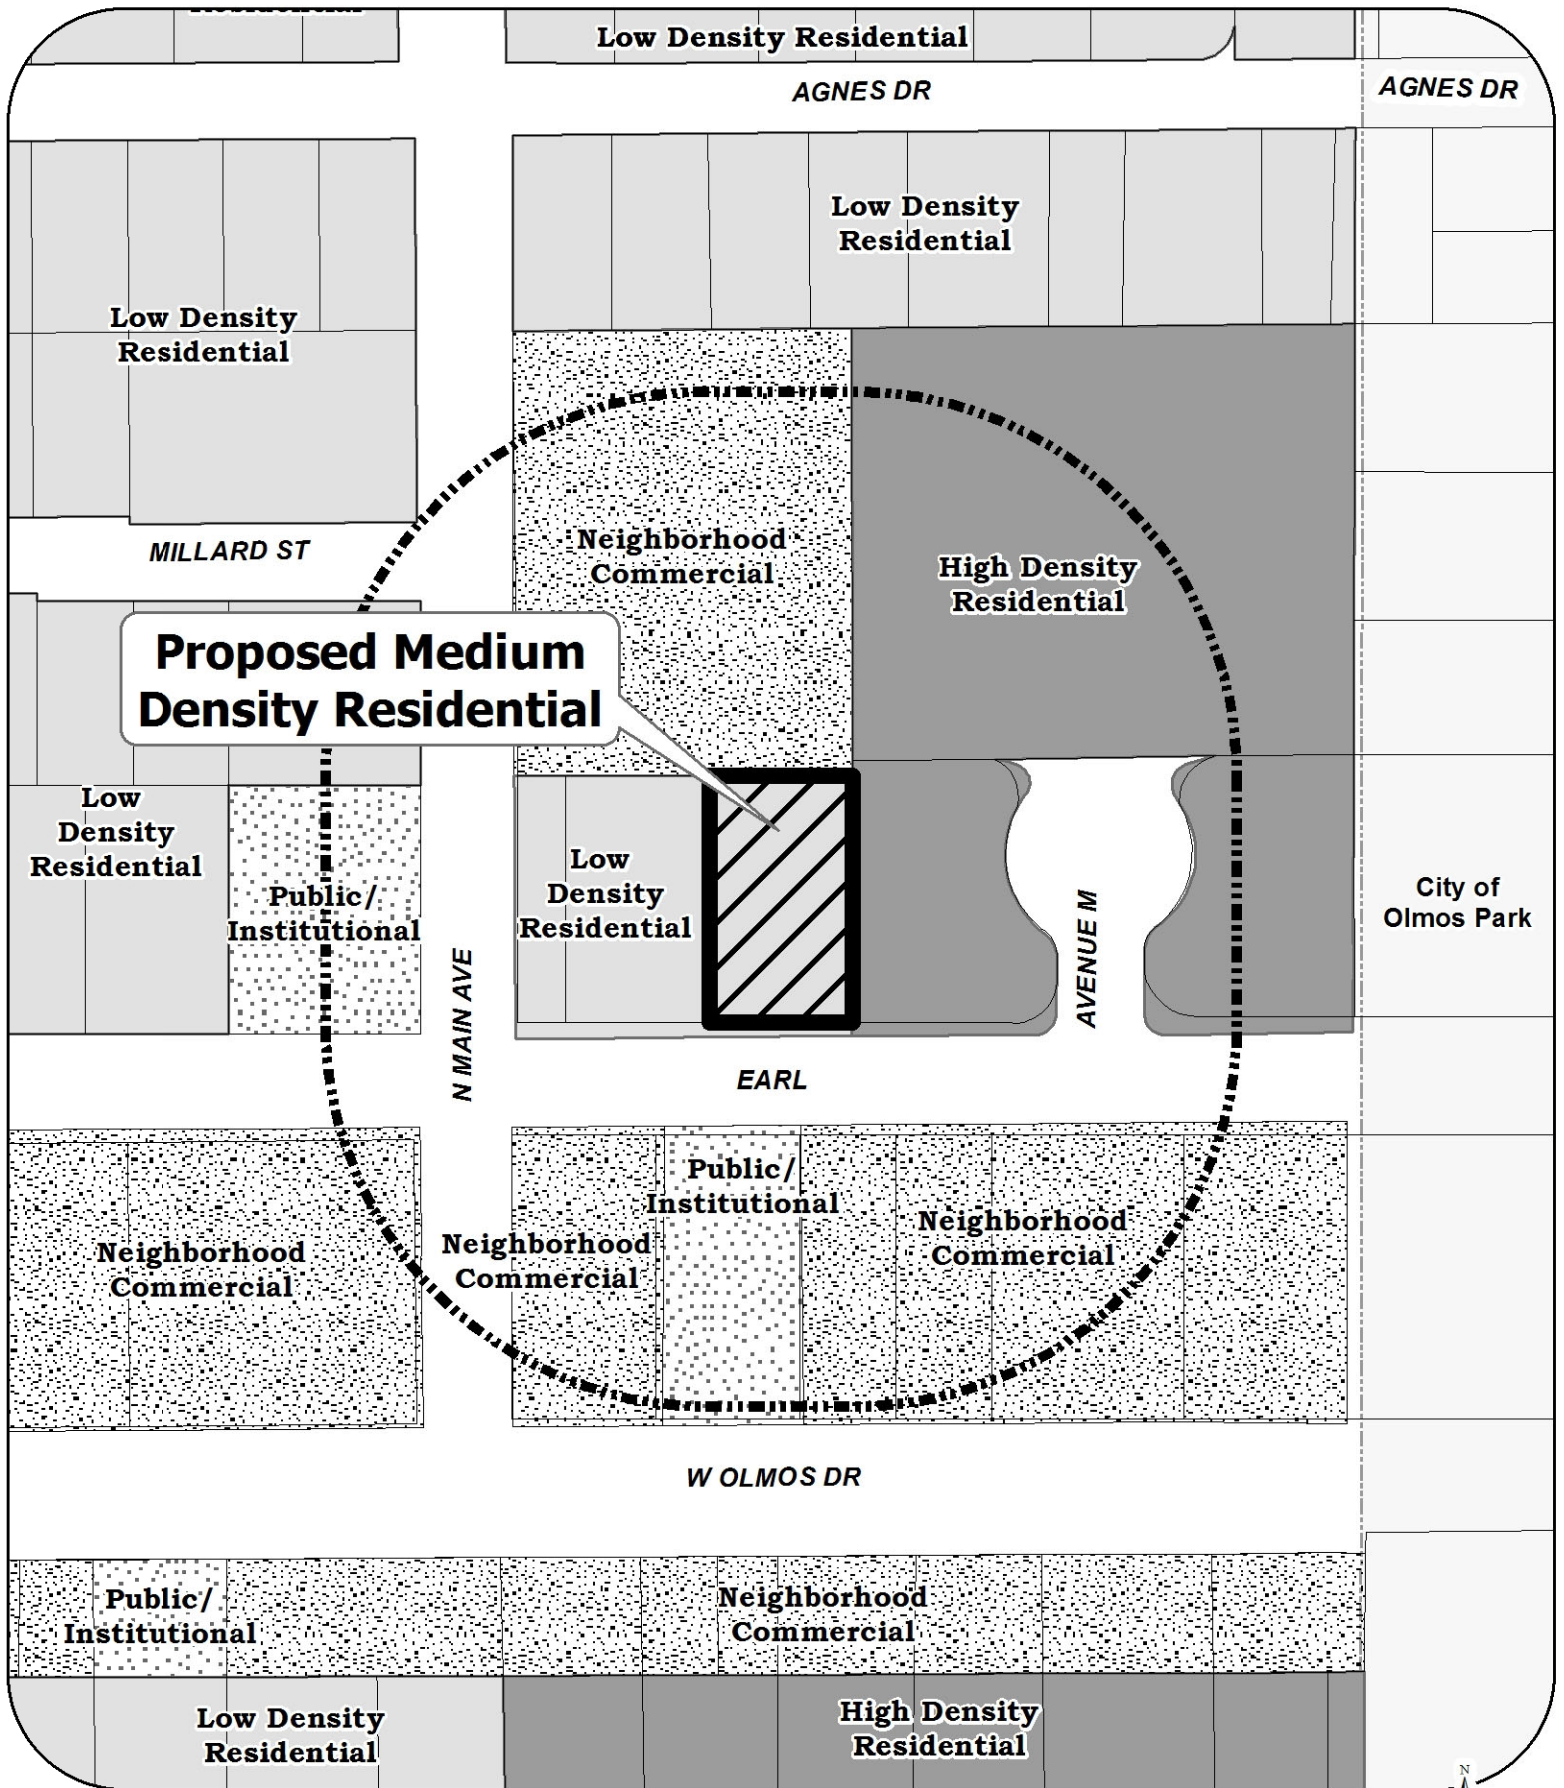 Residential
Low Density Residential
AGNES DR
AGNES DR
Low Density
Residential
Low Density
Residential
MILLARD ST
Neighborhood
Commercial
High Density
Residential
Proposed Medium
Density Residential
Low
Density
Residential
Public/
Institutional
Low
Density
Residential
N MAIN AVE
AVENUE M
City of
Olmos Park
EARL
Public/
Institutional
Neighborhood
Commercial
Neighborhood
Commercial
Neighborhood
Commercial
W OLMOS DR
Public/
Institutional
Neighborhood
Commercial
Low Density
Residential
High Density
Residential
N